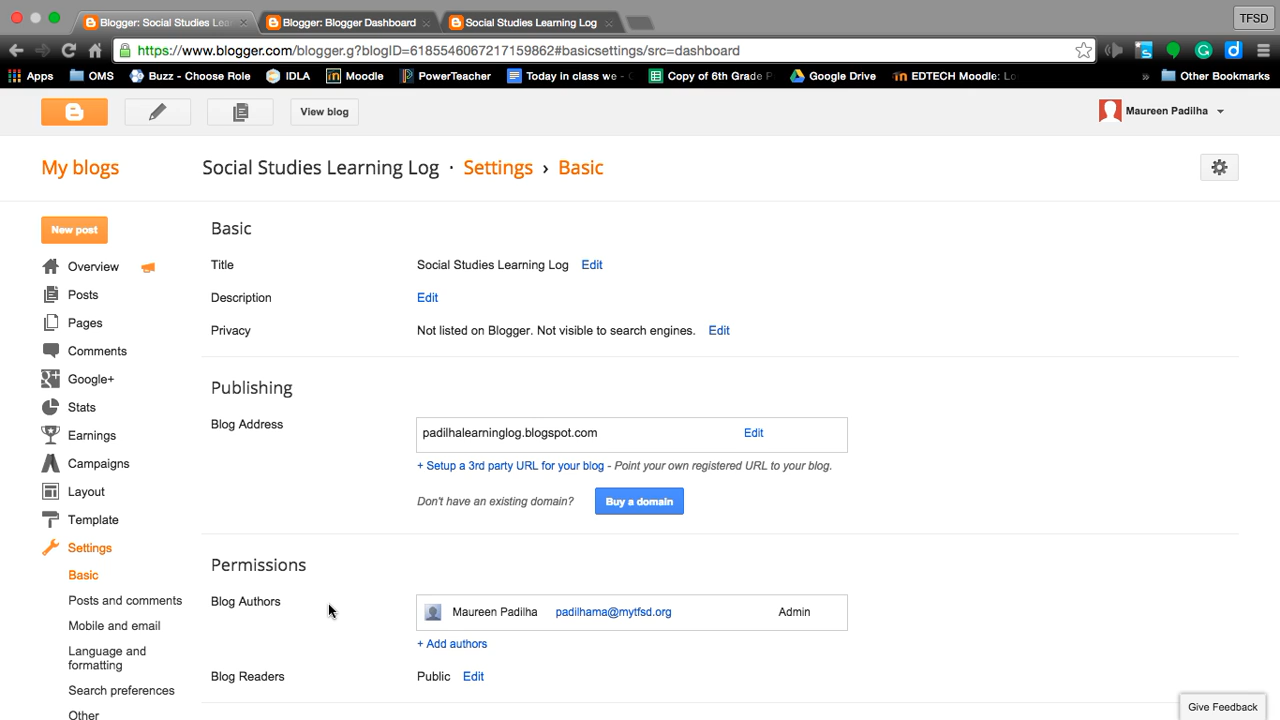 Blogger: Social Studies Le
Blogger: Blogger Dashboard
Social Studies Learning Log
TFSD
https://www.blogger.com/blogger.g?blogID=6185546067217159862#basicsettings/src=dashboard
Apps
OMS
Buzz - Choose Role
IDLA
Moodle
PowerTeacher
Today in class we -
Copy of 6th Grade P
Google Drive
EDTECH Moodle: Lo
»
Other Bookmarks
View blog
Maureen Padilha
My blogs
Social Studies Learning Log · Settings › Basic
New post
Overview
Posts
Pages
Comments
Google+
Stats
Earnings
Campaigns
Layout
Template
Settings
Basic
Posts and comments
Mobile and email
Language and
formatting
Search preferences
Other
Basic
Title
Social Studies Learning Log Edit
Description
Edit
Privacy
Not listed on Blogger. Not visible to search engines. Edit
Publishing
Blog Address
padilhalearninglog.blogspot.com Edit
+ Setup a 3rd party URL for your blog - Point your own registered URL to your blog.
Don't have an existing domain? Buy a domain
Permissions
Blog Authors
Maureen Padilha padilhama@mytfsd.org Admin
+ Add authors
Blog Readers
Public Edit
Give Feedback